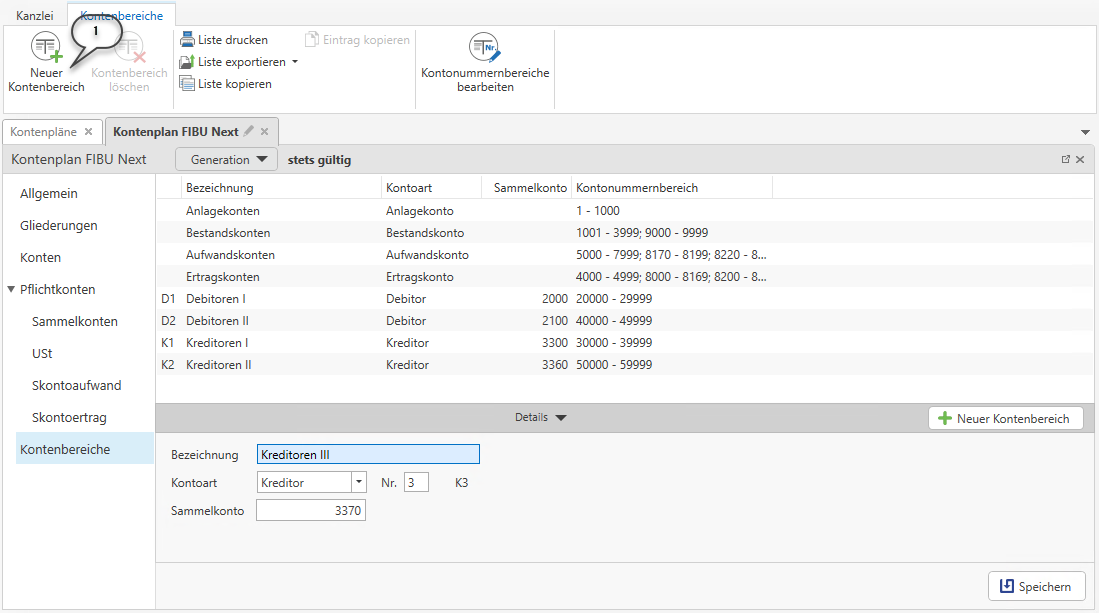 Kanzlei Kontenbereiche
1
Neuer Kontenbereich
Kontenbereich löschen
Liste drucken
Liste exportieren
Liste kopieren
Eintrag kopieren
Nr.
Kontonummernbereiche bearbeiten
Kontenpläne Kontenplan FIBU Next
Kontenplan FIBU Next Generation stets gültig
Allgemein
Gliederungen
Konten
Pflichtkonten
Sammelkonten
USt
Skontoaufwand
Skontoertrag
Kontenbereiche
Bezeichnung Kontoart Sammelkonto Kontonummernbereich
Anlagekonten Anlagekonto 1 - 1000
Bestandskonten Bestandskonto 1001 - 3999; 9000 - 9999
Aufwandskonten Aufwandskonto 5000 - 7999; 8170 - 8199; 8220 - 8...
Ertragskonten Ertragskonto 4000 - 4999; 8000 - 8169; 8200 - 8...
D1 Debitoren I Debitor 2000 20000 - 29999
D2 Debitoren II Debitor 2100 40000 - 49999
K1 Kreditoren I Kreditor 3300 30000 - 39999
K2 Kreditoren II Kreditor 3360 50000 - 59999
Details Neuer Kontenbereich
Bezeichnung Kreditoren III
Kontoart Kreditor Nr. 3 K3
Sammelkonto 3370
Speichern